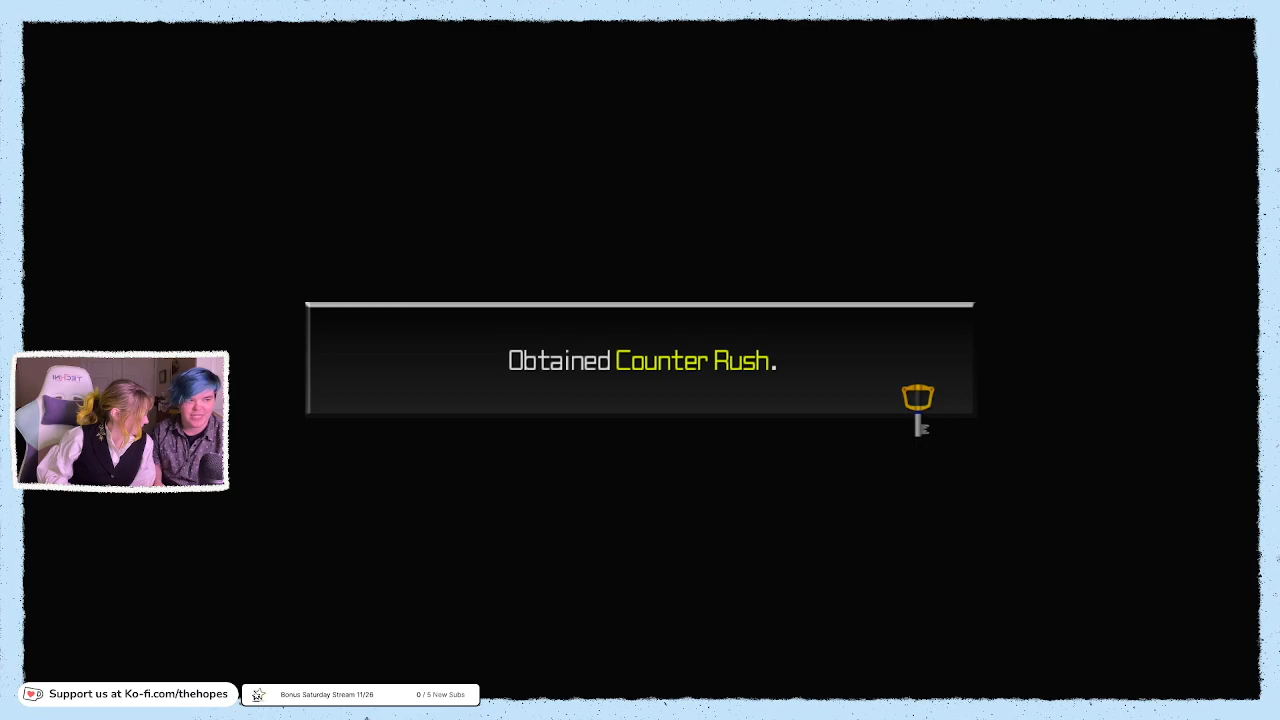 Obtained Counter Rush.
Support us at Ko-fi.com/thehopes
Bonus Saturday Stream 11/26
0 / 5 New Subs